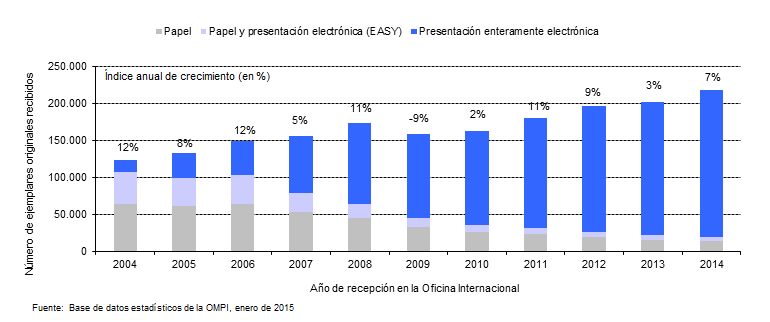 Papel Papel y presentación electrónica (EASY) Presentación enteramente electrónica
Número de ejemplares originales recibidos
250.000
200.000
150.000
100.000
50.000
0
Índice anual de crecimiento (en %)
12% 8% 12% 5% 11% -9% 2% 11% 9% 3% 7%
2004 2005 2006 2007 2008 2009 2010 2011 2012 2013 2014
Año de recepción en la Oficina Internacional
Fuente: Base de datos estadísticos de la OMPI, enero de 2015